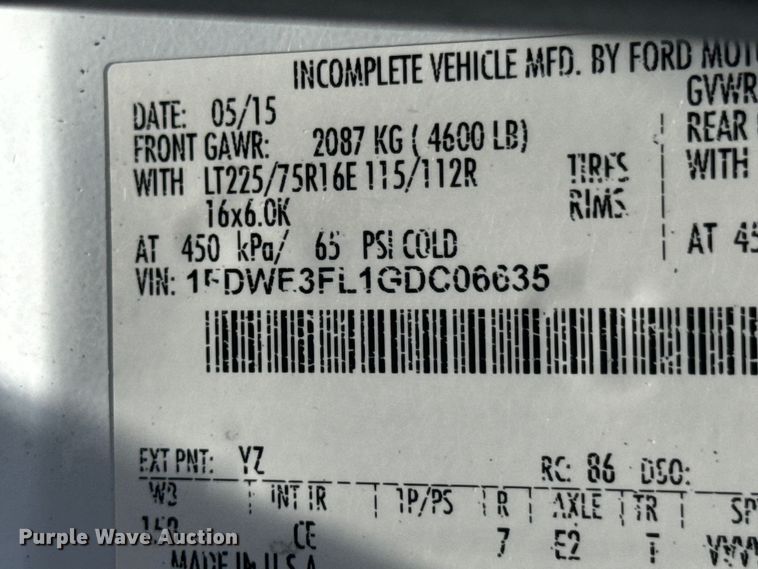 INCOMPLETE VEHICLE MFD. BY FORD
DATE: 05/15 GVWR
FRONT GAWR: 2087 KG ( 4600 LB) REAR
WITH LT225/75R16E 115/112R TIRES WITH
16x6.0K RIMS
AT 450 kPa/ 65 PSI COLD AT
VIN: 1FDWE3FL1GDC06635
EXT PNT: YZ RC: 86 DSO:
WB INT TR TP/PS R AXLE TR
CE 7 E2 T
MADE IN U.S.A.
Purple Wave Auction